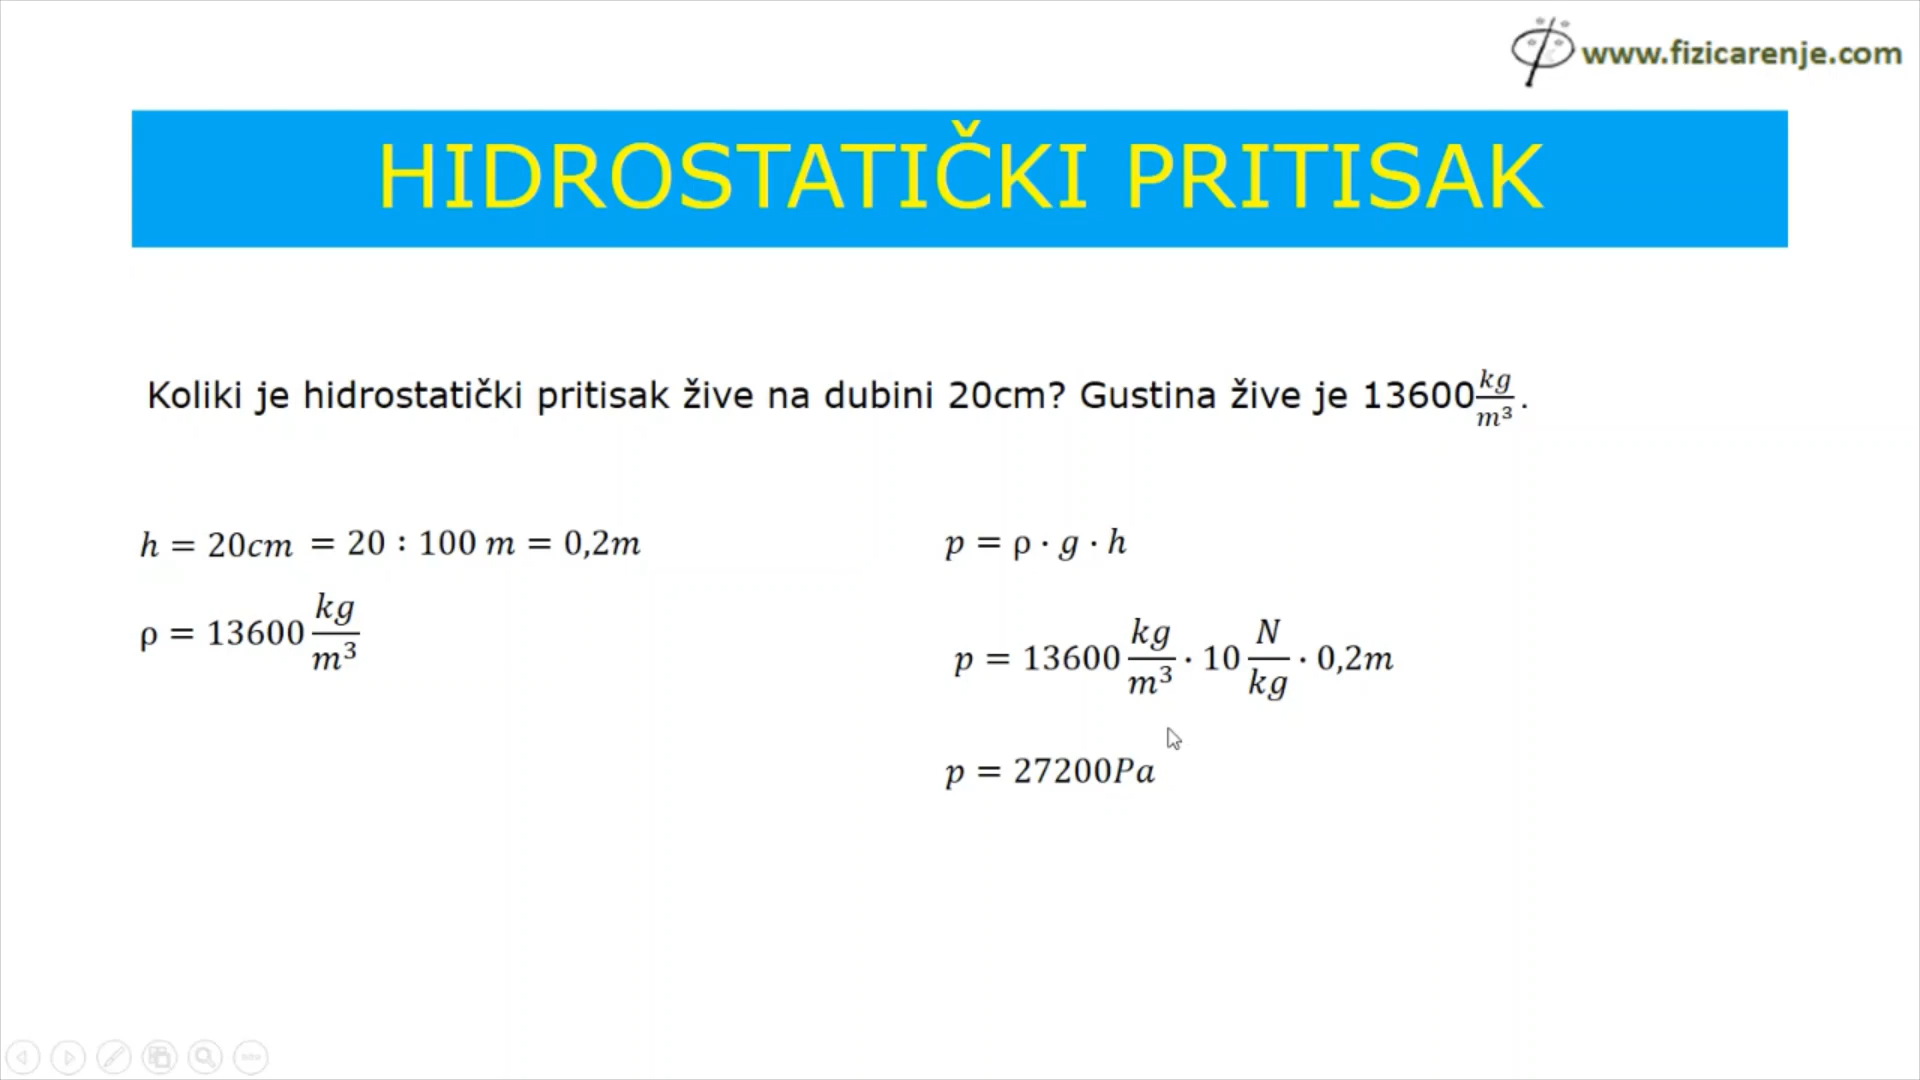 www.fizicarenje.com
HIDROSTATIČKI PRITISAK
Koliki je hidrostatički pritisak žive na dubini 20cm? Gustina žive je 13600 kg/m³.
h = 20cm = 20 : 100 m = 0,2m
ρ = 13600 kg/m³
p = ρ · g · h
p = 13600 kg/m³ · 10 N/kg · 0,2m
p = 27200Pa